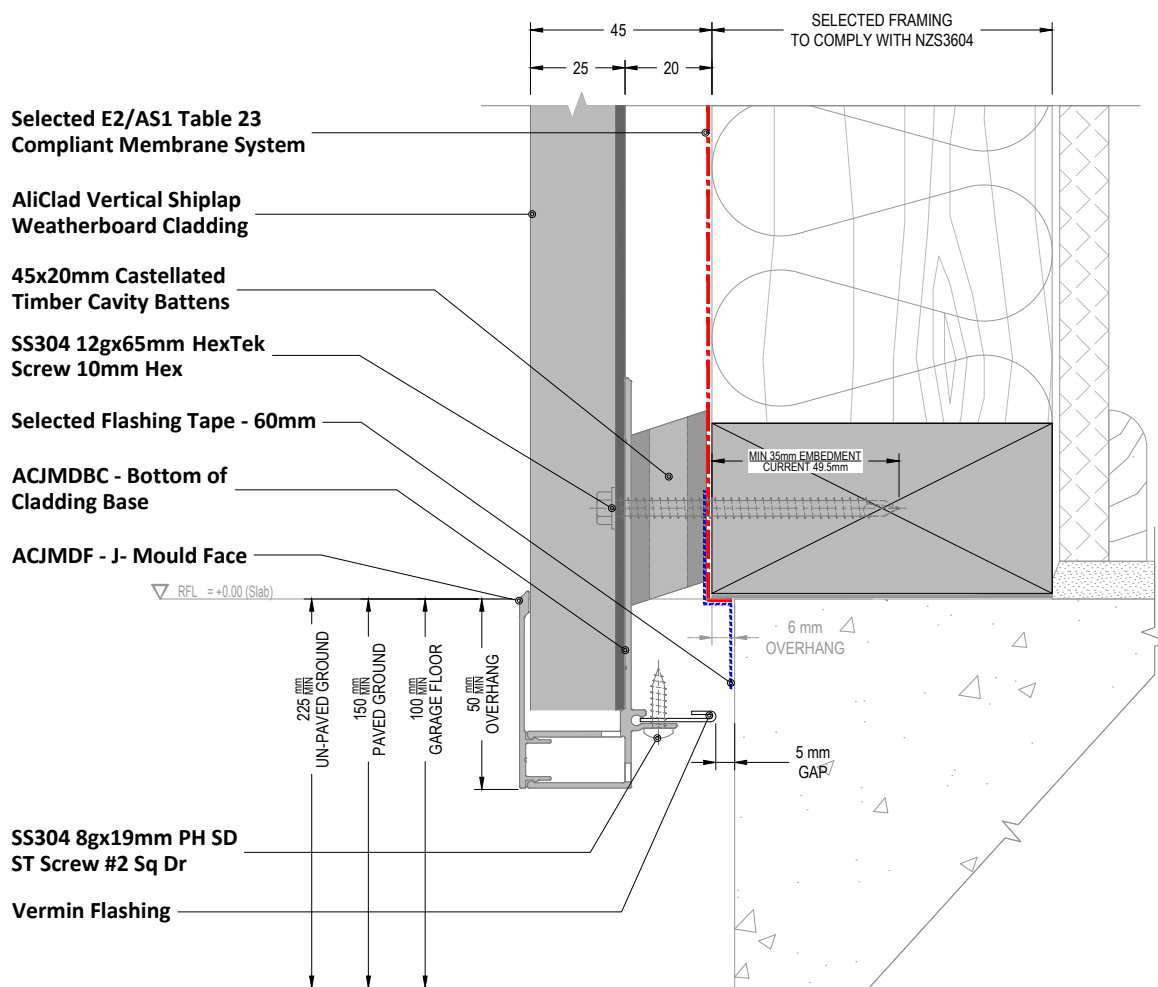 45
SELECTED FRAMING
TO COMPLY WITH NZS3604
25
20
Selected E2/AS1 Table 23
Compliant Membrane System
AliClad Vertical Shiplap
Weatherboard Cladding
45x20mm Castellated
Timber Cavity Battens
SS304 12gx65mm HexTek
Screw 10mm Hex
Selected Flashing Tape - 60mm
MIN 35mm EMBEDMENT
CURRENT 49.5mm
ACJMDBC - Bottom of
Cladding Base
ACJMDF - J- Mould Face
RFL = +0.00 (Slab)
225 mm MIN
UN-PAVED GROUND
150 mm MIN
PAVED GROUND
100 mm MIN
GARAGE FLOOR
50 mm MIN
OVERHANG
6 mm
OVERHANG
5 mm
GAP
SS304 8gx19mm PH SD
ST Screw #2 Sq Dr
Vermin Flashing